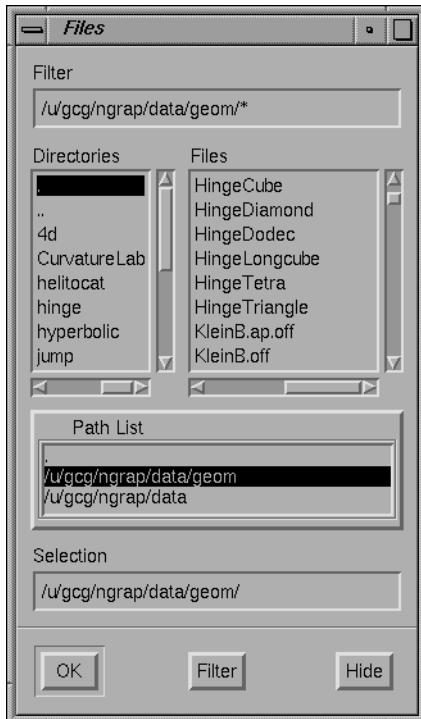 Files
Filter
/u/gcg/ngrap/data/geom/*
Directories
.
..
4d
CurvatureLab
helitocat
hinge
hyperbolic
jump
Files
HingeCube
HingeDiamond
HingeDodec
HingeLongcube
HingeTetra
HingeTriangle
KleinB.ap.off
KleinB.off
Path List
.
/u/gcg/ngrap/data/geom
/u/gcg/ngrap/data
Selection
/u/gcg/ngrap/data/geom/
OK
Filter
Hide